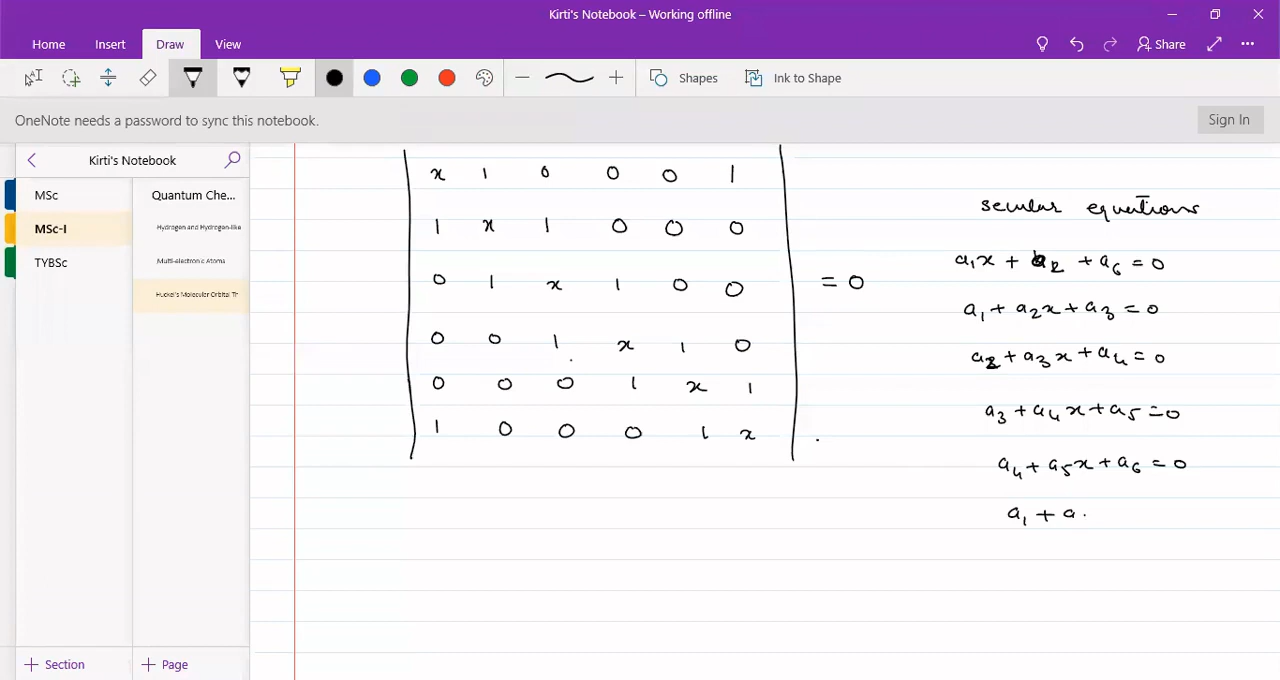 Kirti's Notebook – Working offline
Home Insert Draw View
Share
Shapes Ink to Shape
OneNote needs a password to sync this notebook.
Sign In
Kirti's Notebook
MSc
MSc-I
TYBSc
Quantum Che...
Hydrogen and Hydrogen-like
Multi-electronic Atoms
Huckel's Molecular Orbital Tr
x 1 0 0 0 1
1 x 1 0 0 0
0 1 x 1 0 0
0 0 1 x 1 0
0 0 0 1 x 1
1 0 0 0 1 x
= 0
secular equations
a₁x + a₂ + a₆ = 0
a₁ + a₂x + a₃ = 0
a₂ + a₃x + a₄ = 0
a₃ + a₄x + a₅ = 0
a₄ + a₅x + a₆ = 0
a₁ + a
+ Section
+ Page